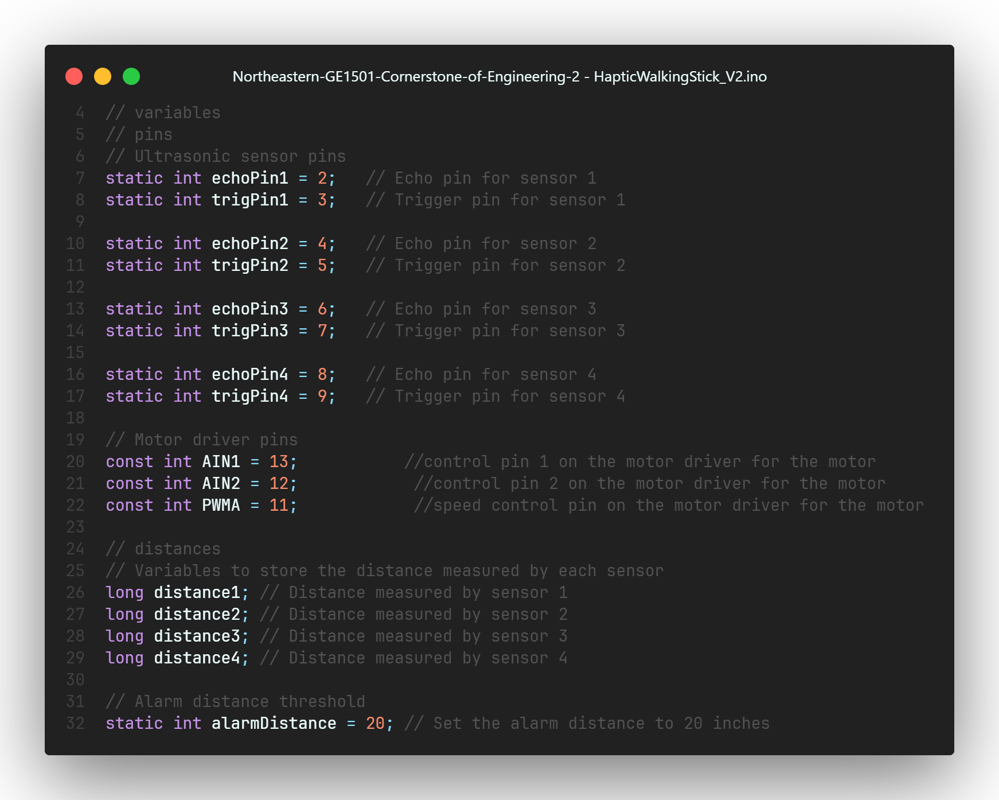 Northeastern-GE1501-Cornerstone-of-Engineering-2 - HapticWalkingStick_V2.ino
4 // variables
5 // pins
6 // Ultrasonic sensor pins
7 static int echoPin1 = 2;   // Echo pin for sensor 1
8 static int trigPin1 = 3;   // Trigger pin for sensor 1
9
10 static int echoPin2 = 4;   // Echo pin for sensor 2
11 static int trigPin2 = 5;   // Trigger pin for sensor 2
12
13 static int echoPin3 = 6;   // Echo pin for sensor 3
14 static int trigPin3 = 7;   // Trigger pin for sensor 3
15
16 static int echoPin4 = 8;   // Echo pin for sensor 4
17 static int trigPin4 = 9;   // Trigger pin for sensor 4
18
19 // Motor driver pins
20 const int AIN1 = 13;           //control pin 1 on the motor driver for the motor
21 const int AIN2 = 12;            //control pin 2 on the motor driver for the motor
22 const int PWMA = 11;            //speed control pin on the motor driver for the motor
23
24 // distances
25 // Variables to store the distance measured by each sensor
26 long distance1; // Distance measured by sensor 1
27 long distance2; // Distance measured by sensor 2
28 long distance3; // Distance measured by sensor 3
29 long distance4; // Distance measured by sensor 4
30
31 // Alarm distance threshold
32 static int alarmDistance = 20; // Set the alarm distance to 20 inches